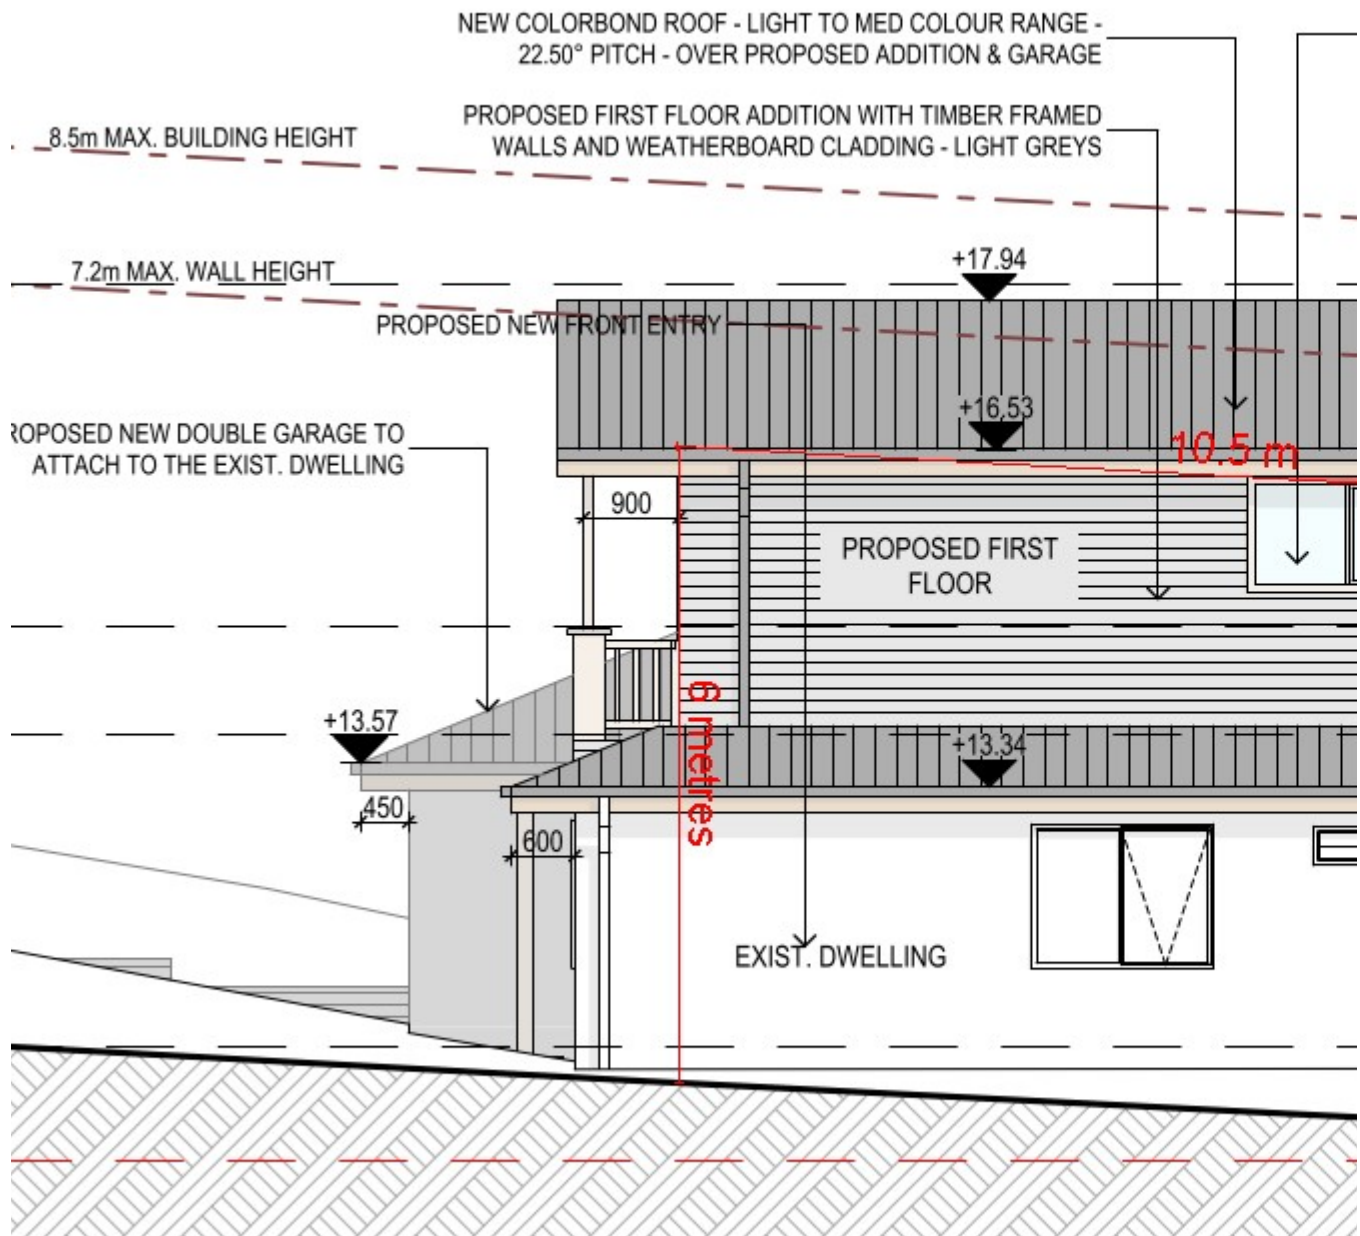 NEW COLORBOND ROOF - LIGHT TO MED COLOUR RANGE -
22.50° PITCH - OVER PROPOSED ADDITION & GARAGE
PROPOSED FIRST FLOOR ADDITION WITH TIMBER FRAMED
WALLS AND WEATHERBOARD CLADDING - LIGHT GREYS
8.5m MAX. BUILDING HEIGHT
+17.94
7.2m MAX. WALL HEIGHT
PROPOSED NEW FRONT ENTRY
+16.53
ROPOSED NEW DOUBLE GARAGE TO
ATTACH TO THE EXIST. DWELLING
10.5 m
900
PROPOSED FIRST
FLOOR
6 metres
+13.57
+13.34
450
600
EXIST. DWELLING